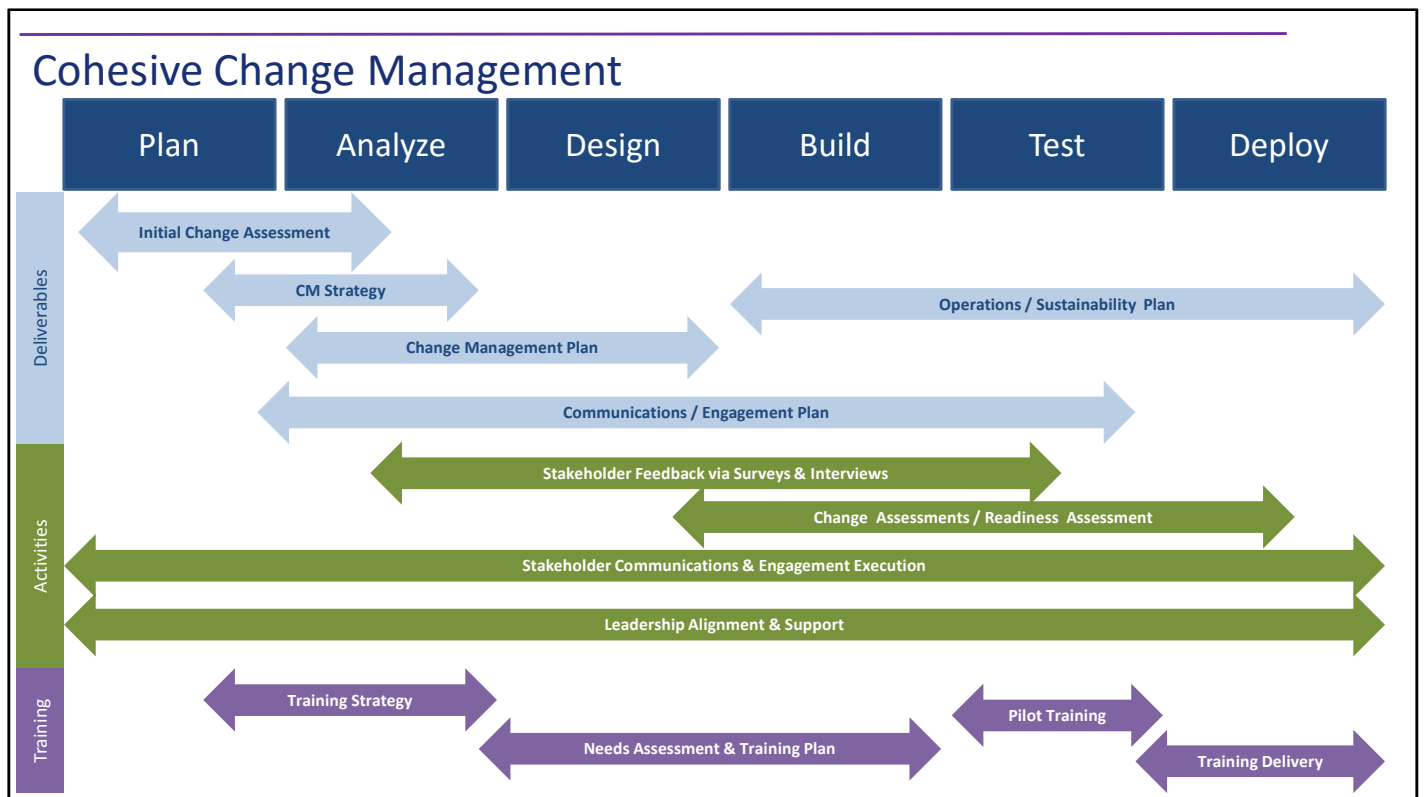 Cohesive Change Management
Plan
Analyze
Design
Build
Test
Deploy
Deliverables
Initial Change Assessment
CM Strategy
Operations / Sustainability Plan
Change Management Plan
Communications / Engagement Plan
Activities
Stakeholder Feedback via Surveys & Interviews
Change Assessments / Readiness Assessment
Stakeholder Communications & Engagement Execution
Leadership Alignment & Support
Training
Training Strategy
Pilot Training
Needs Assessment & Training Plan
Training Delivery